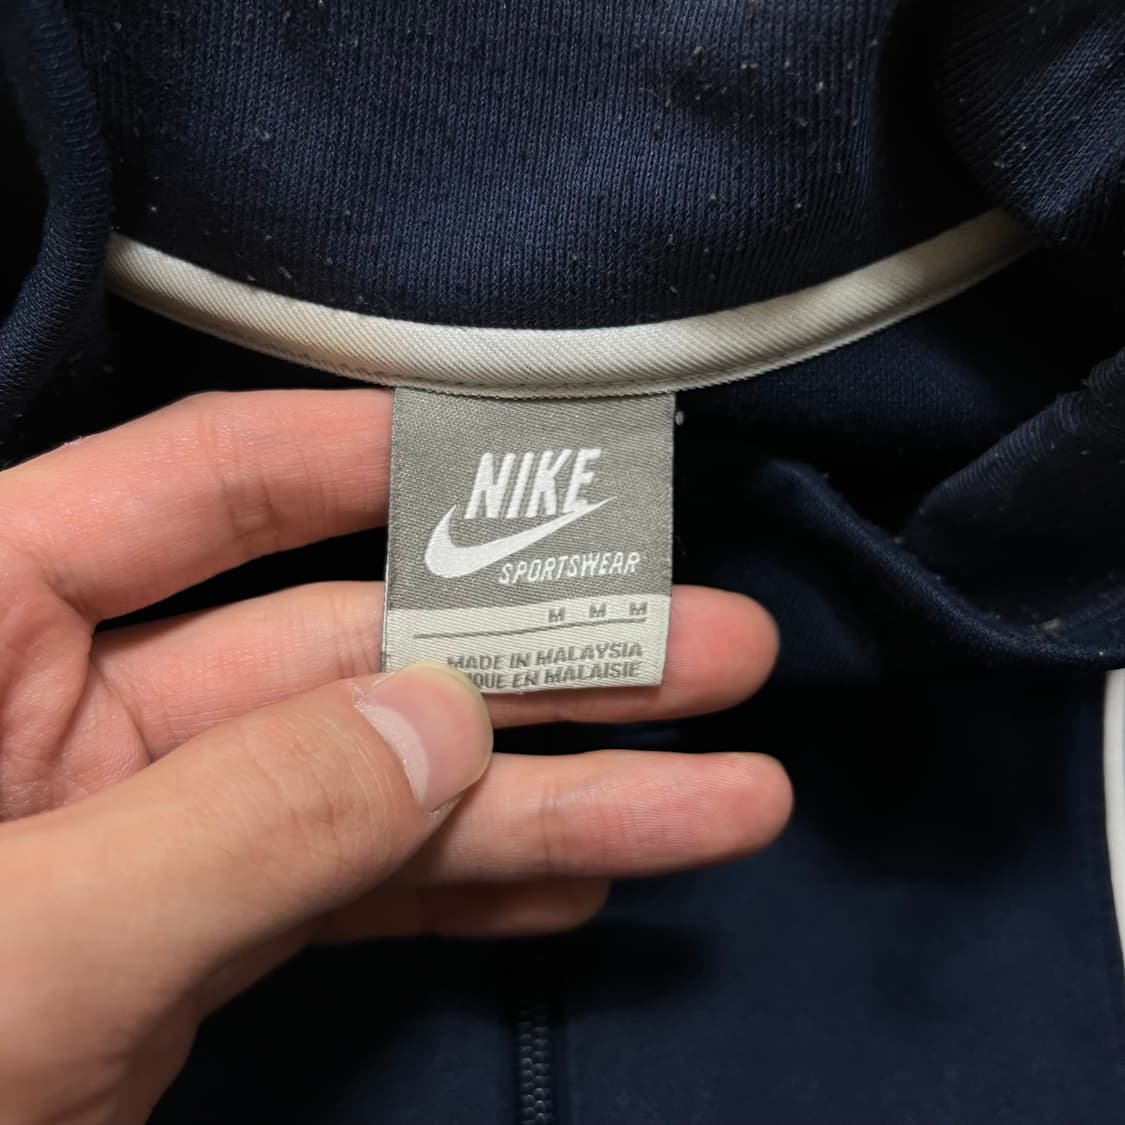 NIKE
SPORTSWEAR
M M M
MADE IN MALAYSIA
EN MALAISIE